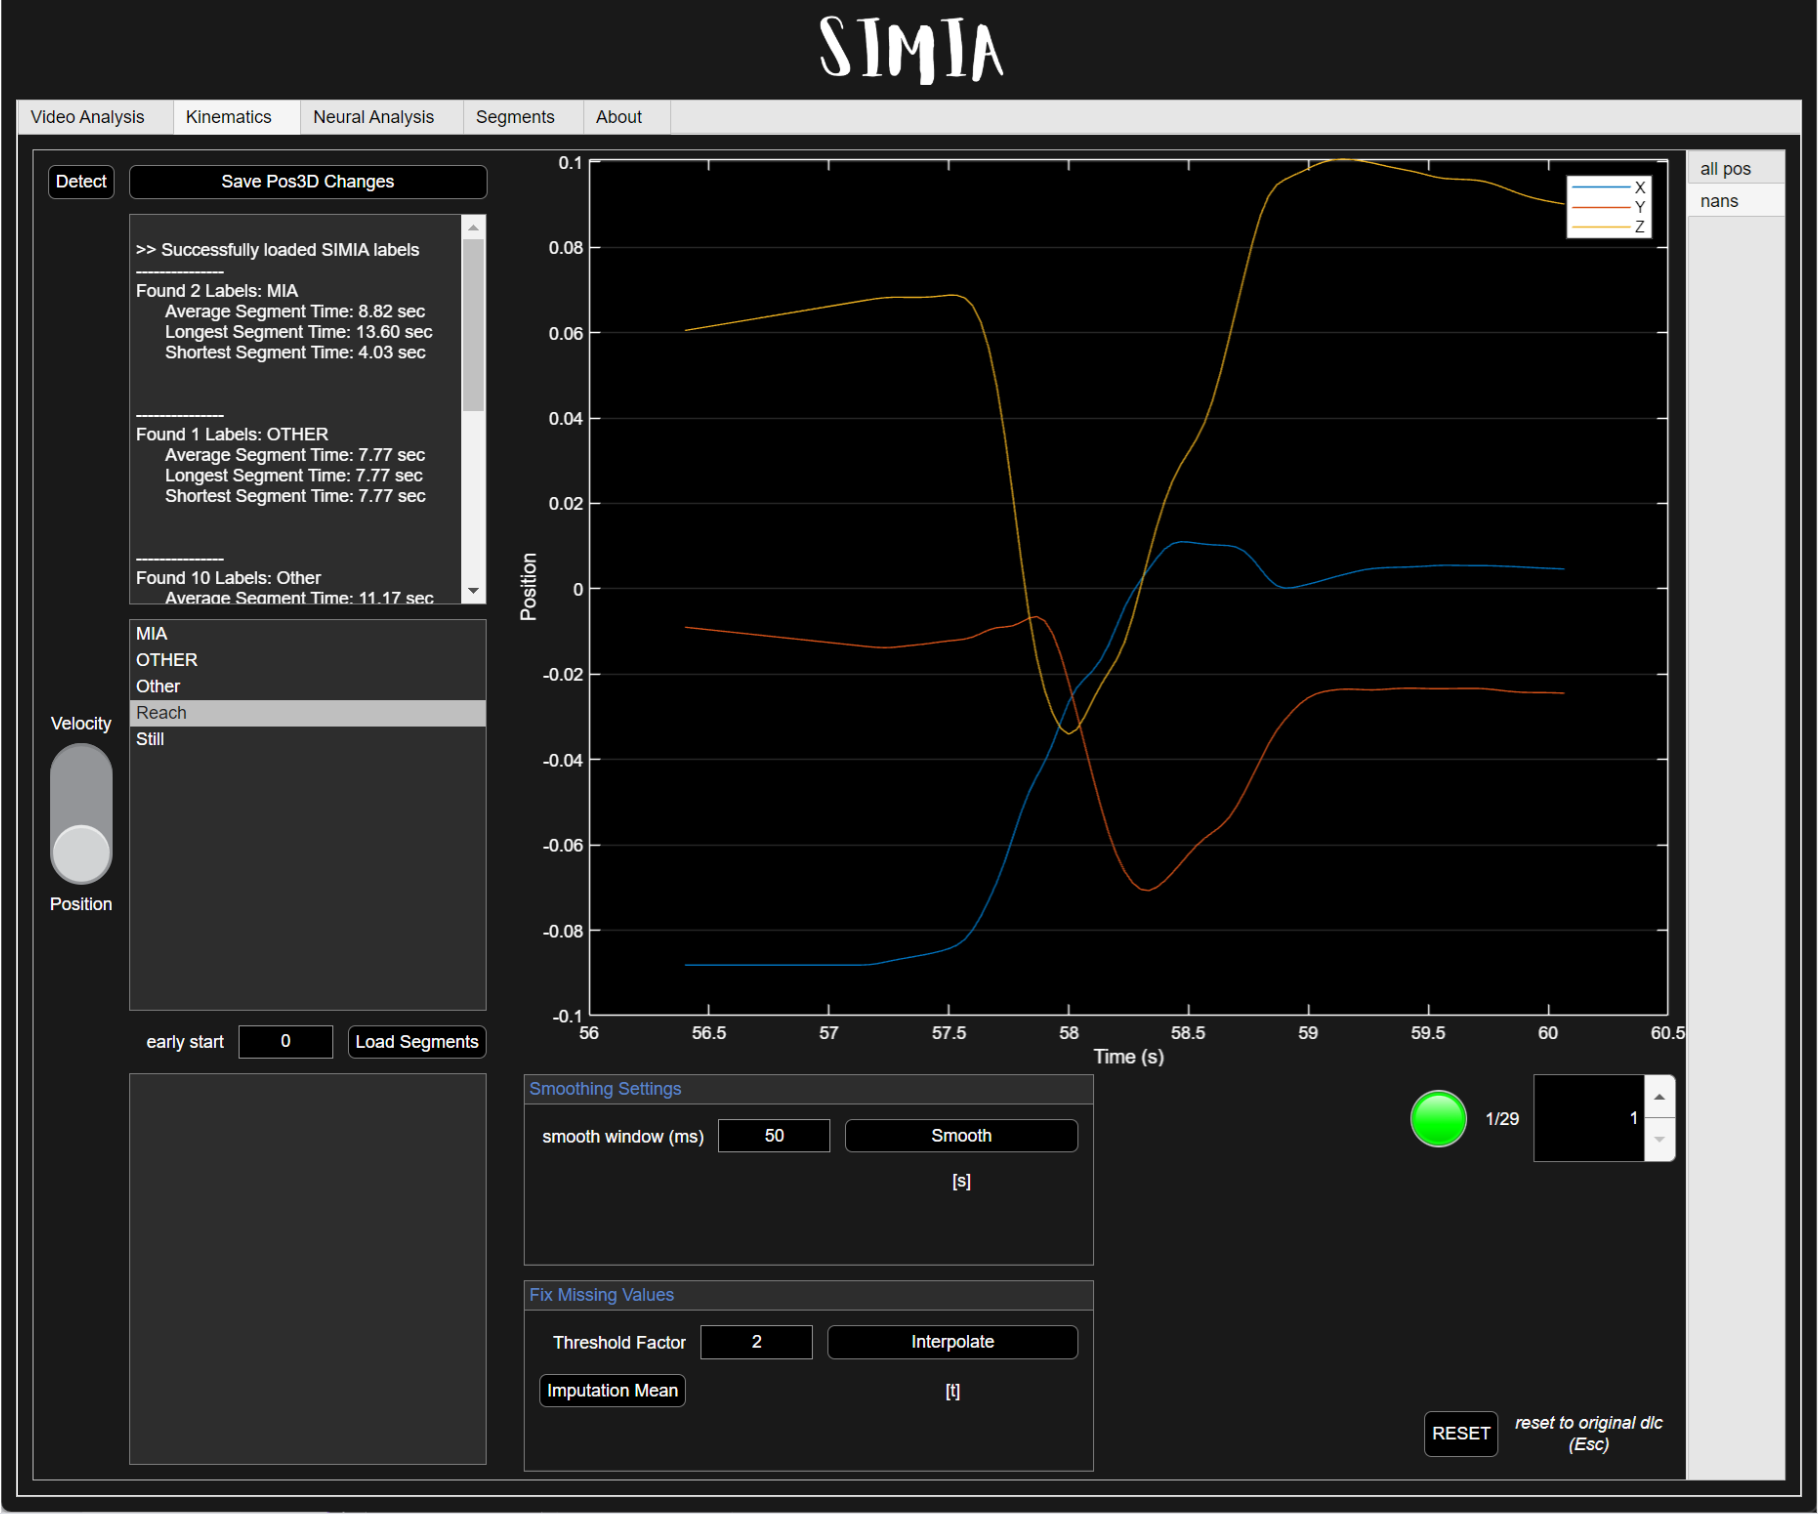 SIMIA
Video Analysis
Kinematics
Neural Analysis
Segments
About
Detect
Save Pos3D Changes
>> Successfully loaded SIMIA labels
---------------
Found 2 Labels: MIA
Average Segment Time: 8.82 sec
Longest Segment Time: 13.60 sec
Shortest Segment Time: 4.03 sec
---------------
Found 1 Labels: OTHER
Average Segment Time: 7.77 sec
Longest Segment Time: 7.77 sec
Shortest Segment Time: 7.77 sec
---------------
Found 10 Labels: Other
Average Segment Time: 11.17 sec
MIA
OTHER
Other
Reach
Still
Velocity
Position
early start
0
Load Segments
Position
0.1
0.08
0.06
0.04
0.02
0
-0.02
-0.04
-0.06
-0.08
-0.1
56
56.5
57
57.5
58
58.5
59
59.5
60
60.5
Time (s)
X
Y
Z
all pos
nans
Smoothing Settings
smooth window (ms)
50
Smooth
[s]
1/29
1
Fix Missing Values
Threshold Factor
2
Interpolate
Imputation Mean
[t]
RESET
reset to original dlc
(Esc)